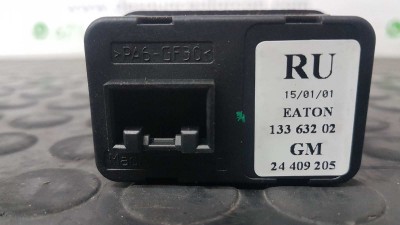 >PA6-GF30<
RU
15/01/01
EATON
133 632 02
GM
24 409 205